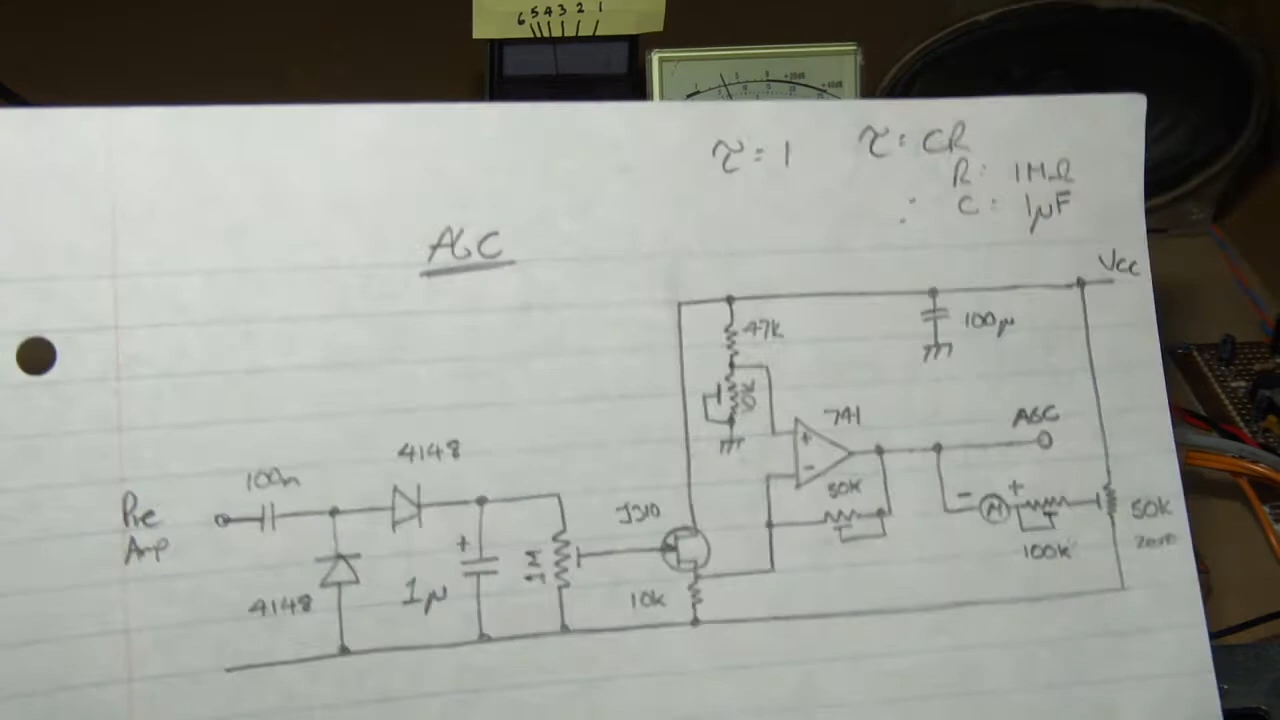 6 5 4 3 2 1
τ = 1
τ = CR
R = 1MΩ
∴ C = 1μF
AGC
Vcc
47k
100μ
10k
741
AGC
+
-
50k
4148
100n
Pre
Amp
J310
+
1M
1μ
4148
10k
-
M
+
100k
50k
zero